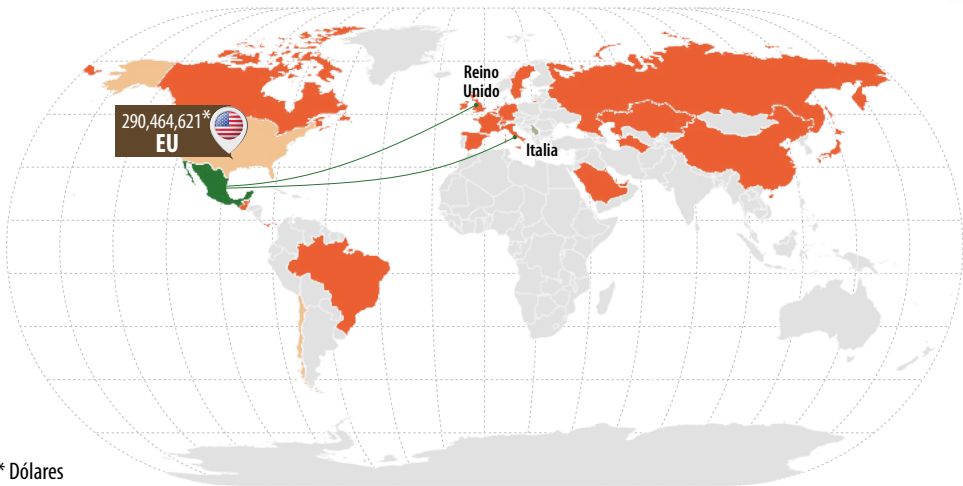 Reino
Unido
290,464,621*
EU
Italia
* Dólares